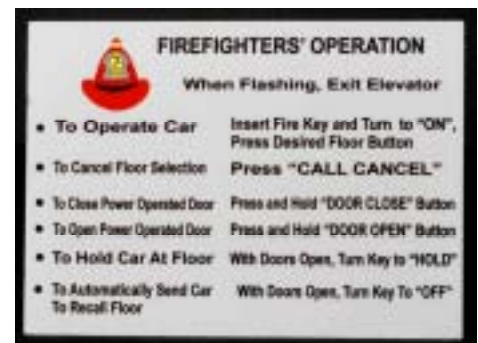 FIREFIGHTERS' OPERATION
When Flashing, Exit Elevator
• To Operate Car Insert Fire Key and Turn to "ON",
Press Desired Floor Button
• To Cancel Floor Selection Press "CALL CANCEL"
• To Close Power Operated Door Press and Hold "DOOR CLOSE" Button
• To Open Power Operated Door Press and Hold "DOOR OPEN" Button
• To Hold Car At Floor With Doors Open, Turn Key to "HOLD"
• To Automatically Send Car With Doors Open, Turn Key To "OFF"
To Recall Floor